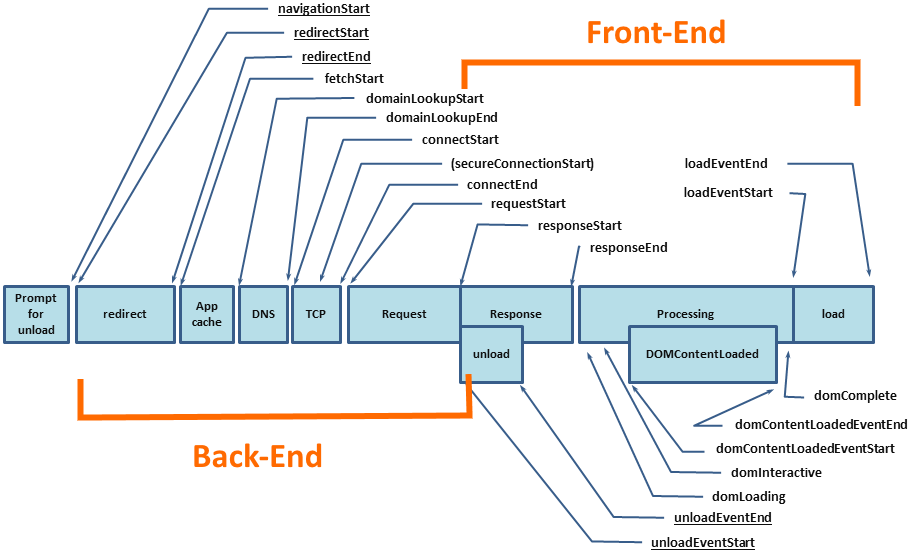 navigationStart
redirectStart
Front-End
redirectEnd
fetchStart
domainLookupStart
domainLookupEnd
connectStart
(secureConnectionStart)
loadEventEnd
connectEnd
loadEventStart
requestStart
responseStart
responseEnd
Prompt
for
unload
redirect
App
cache
DNS
TCP
Request
Response
Processing
load
unload
DOMContentLoaded
domComplete
domContentLoadedEventEnd
domContentLoadedEventStart
Back-End
domInteractive
domLoading
unloadEventEnd
unloadEventStart